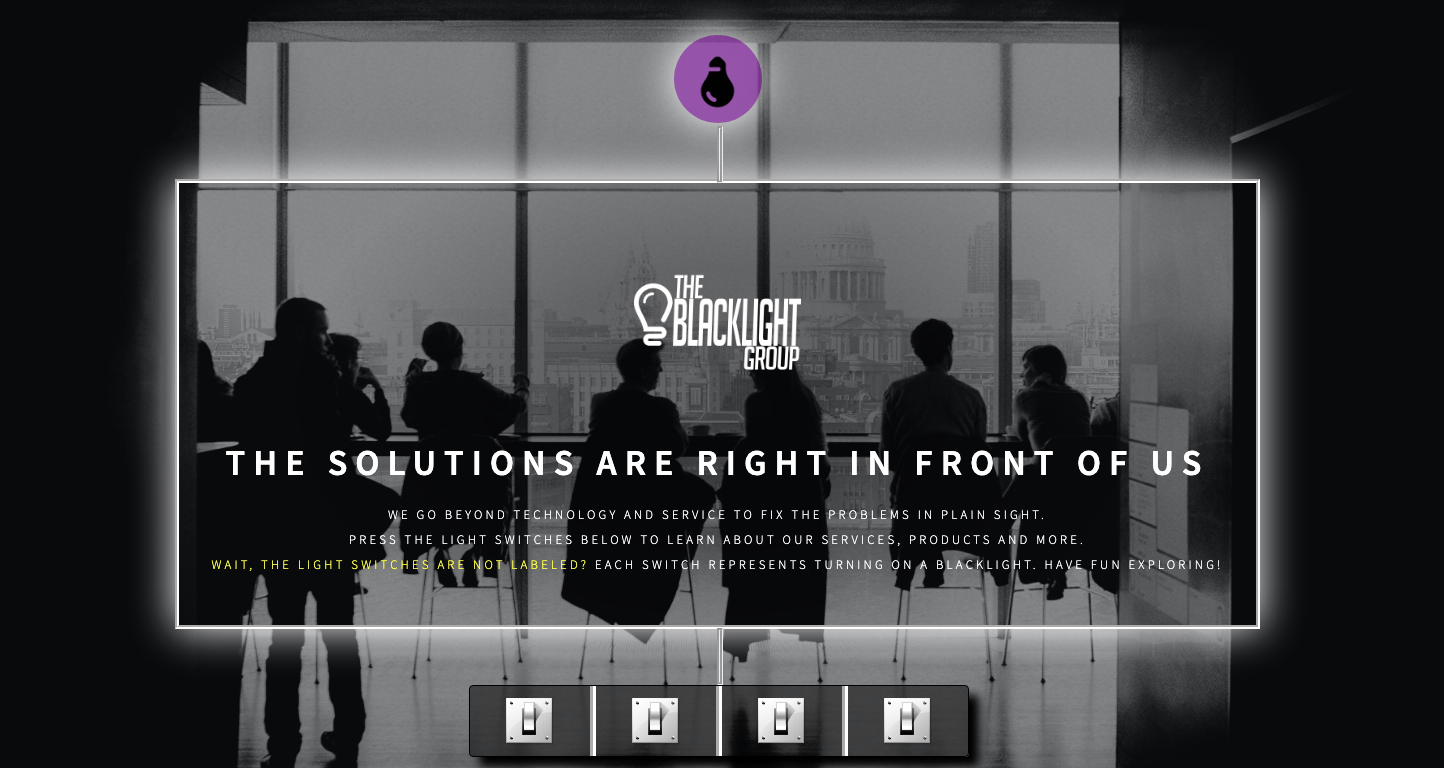 THE
BLACKLIGHT
GROUP
THE SOLUTIONS ARE RIGHT IN FRONT OF US
WE GO BEYOND TECHNOLOGY AND SERVICE TO FIX THE PROBLEMS IN PLAIN SIGHT.
PRESS THE LIGHT SWITCHES BELOW TO LEARN ABOUT OUR SERVICES, PRODUCTS AND MORE.
WAIT, THE LIGHT SWITCHES ARE NOT LABELED? EACH SWITCH REPRESENTS TURNING ON A BLACKLIGHT. HAVE FUN EXPLORING!